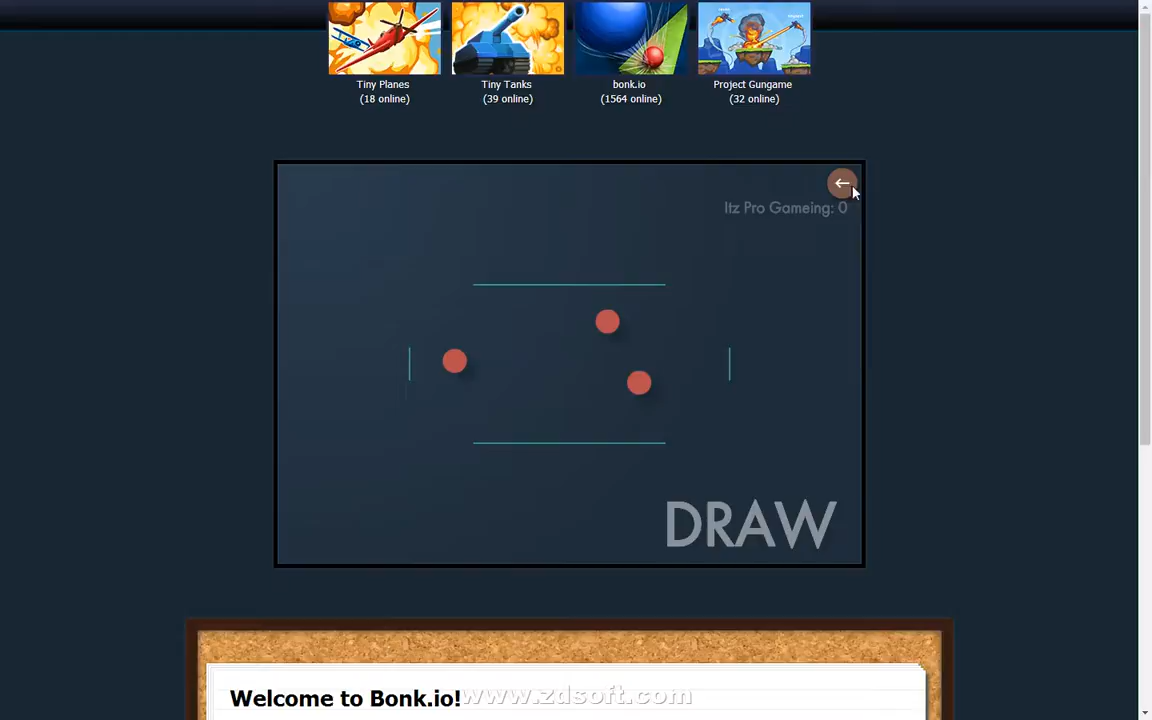 Tiny Planes
(18 online)
Tiny Tanks
(39 online)
bonk.io
(1564 online)
Project Gungame
(32 online)
Itz Pro Gameing: 0
DRAW
Welcome to Bonk.io!
www.zdsoft.com